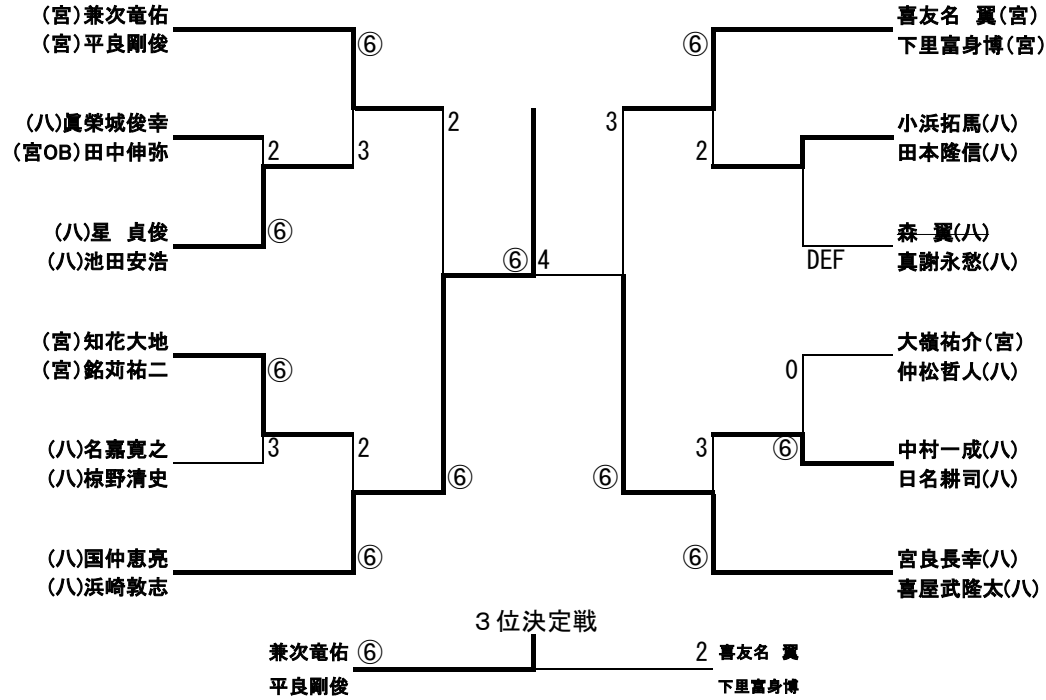 (宮)兼次竜佑
(宮)平良剛俊
⑥
(八)眞榮城俊幸
(宮OB)田中伸弥
2
3
2
(八)星 貞俊
(八)池田安浩
⑥
(宮)知花大地
(宮)銘苅祐二
⑥
(八)名嘉寛之
(八)椋野清史
3
2
⑥
(八)国仲恵亮
(八)浜崎敦志
⑥
⑥ 4
喜友名 翼(宮)
下里富身博(宮)
⑥
3
小浜拓馬(八)
田本隆信(八)
2
森 翼(八)
真謝永愁(八)
DEF
大嶺祐介(宮)
仲松哲人(八)
0
中村一成(八)
日名耕司(八)
⑥
3
⑥
宮良長幸(八)
喜屋武隆太(八)
⑥
3位決定戦
兼次竜佑 ⑥
平良剛俊
2 喜友名 翼
下里富身博